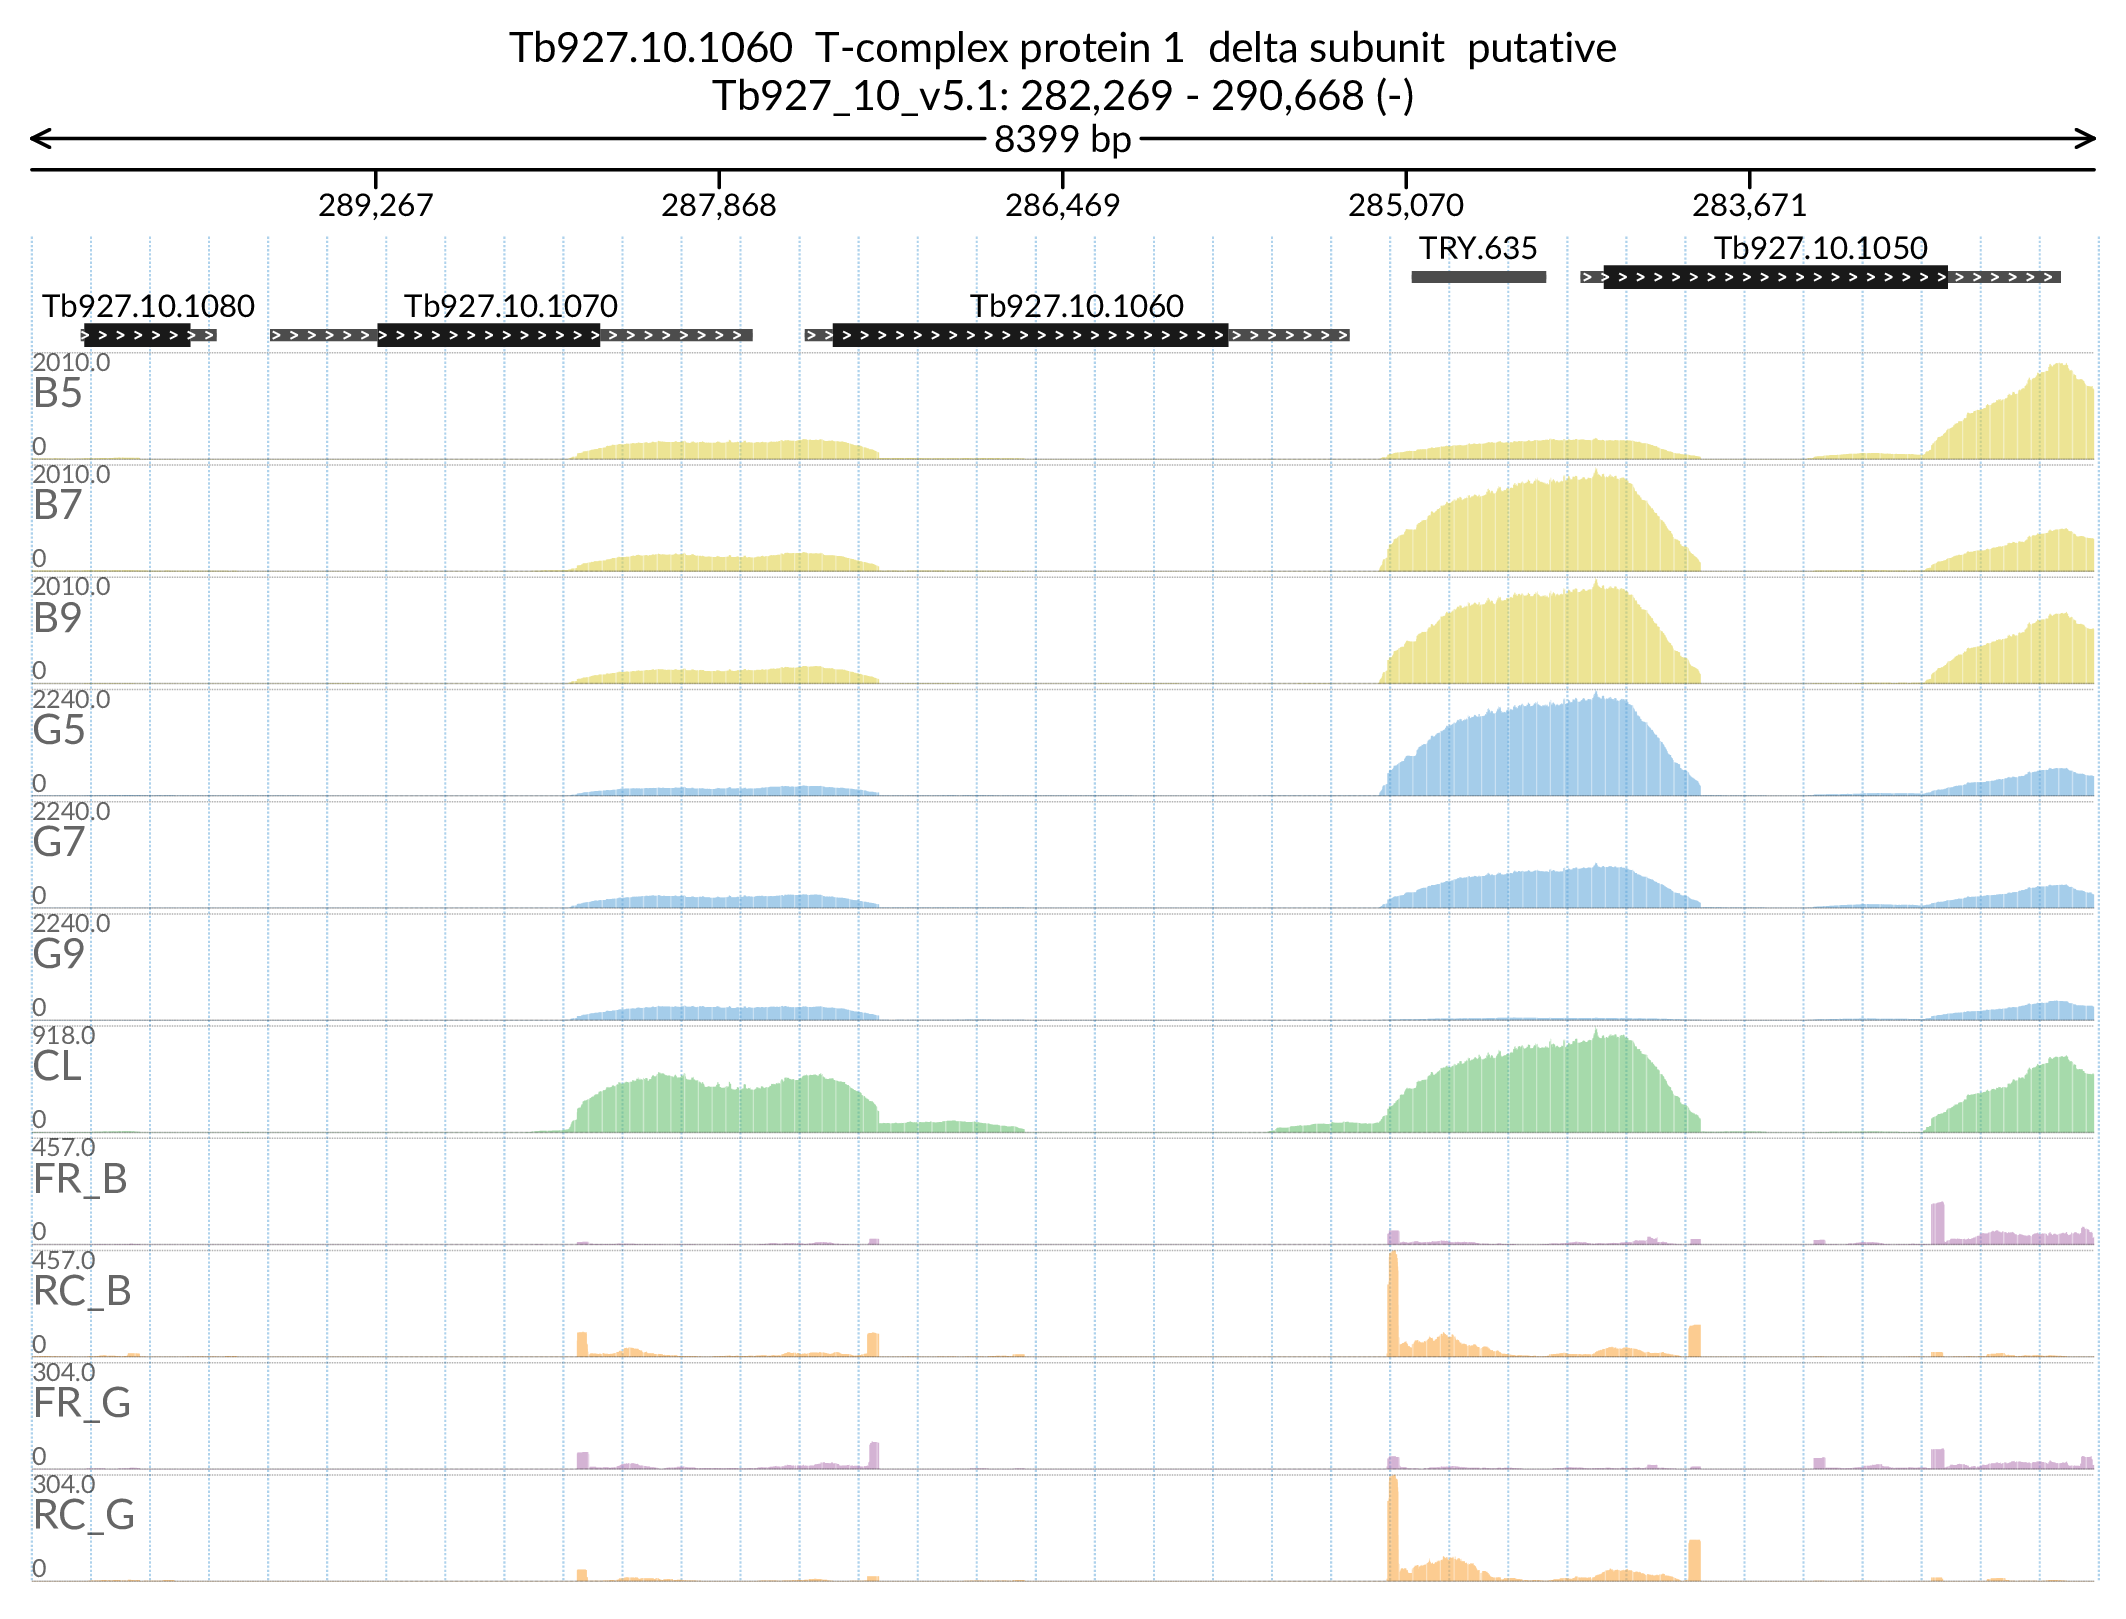 Tb927.10.1060 T-complex protein 1 delta subunit putative
Tb927_10_v5.1: 282,269 - 290,668 (-)
8399 bp
289,267 287,868 286,469 285,070 283,671
TRY.635 Tb927.10.1050
Tb927.10.1080 Tb927.10.1070 Tb927.10.1060
2010.0
B5
0
2010.0
B7
0
2010.0
B9
0
2240.0
G5
0
2240.0
G7
0
2240.0
G9
0
918.0
CL
0
457.0
FR_B
0
457.0
RC_B
0
304.0
FR_G
0
304.0
RC_G
0